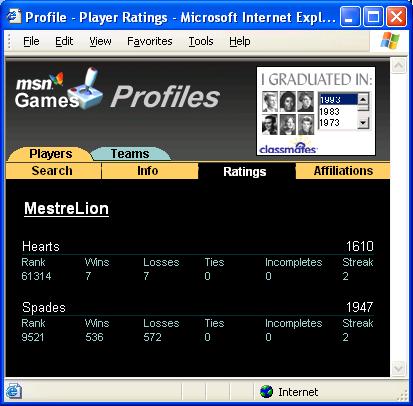 Profile - Player Ratings - Microsoft Internet Expl...
File Edit View Favorites Tools Help
msn
Games
Profiles
I GRADUATED IN:
1993
1983
1973
classmates
Players Teams
Search Info Ratings Affiliations
MestreLion
Hearts 1610
Rank Wins Losses Ties Incompletes Streak
61314 7 7 0 0 2
Spades 1947
Rank Wins Losses Ties Incompletes Streak
9521 536 572 0 0 2
Internet